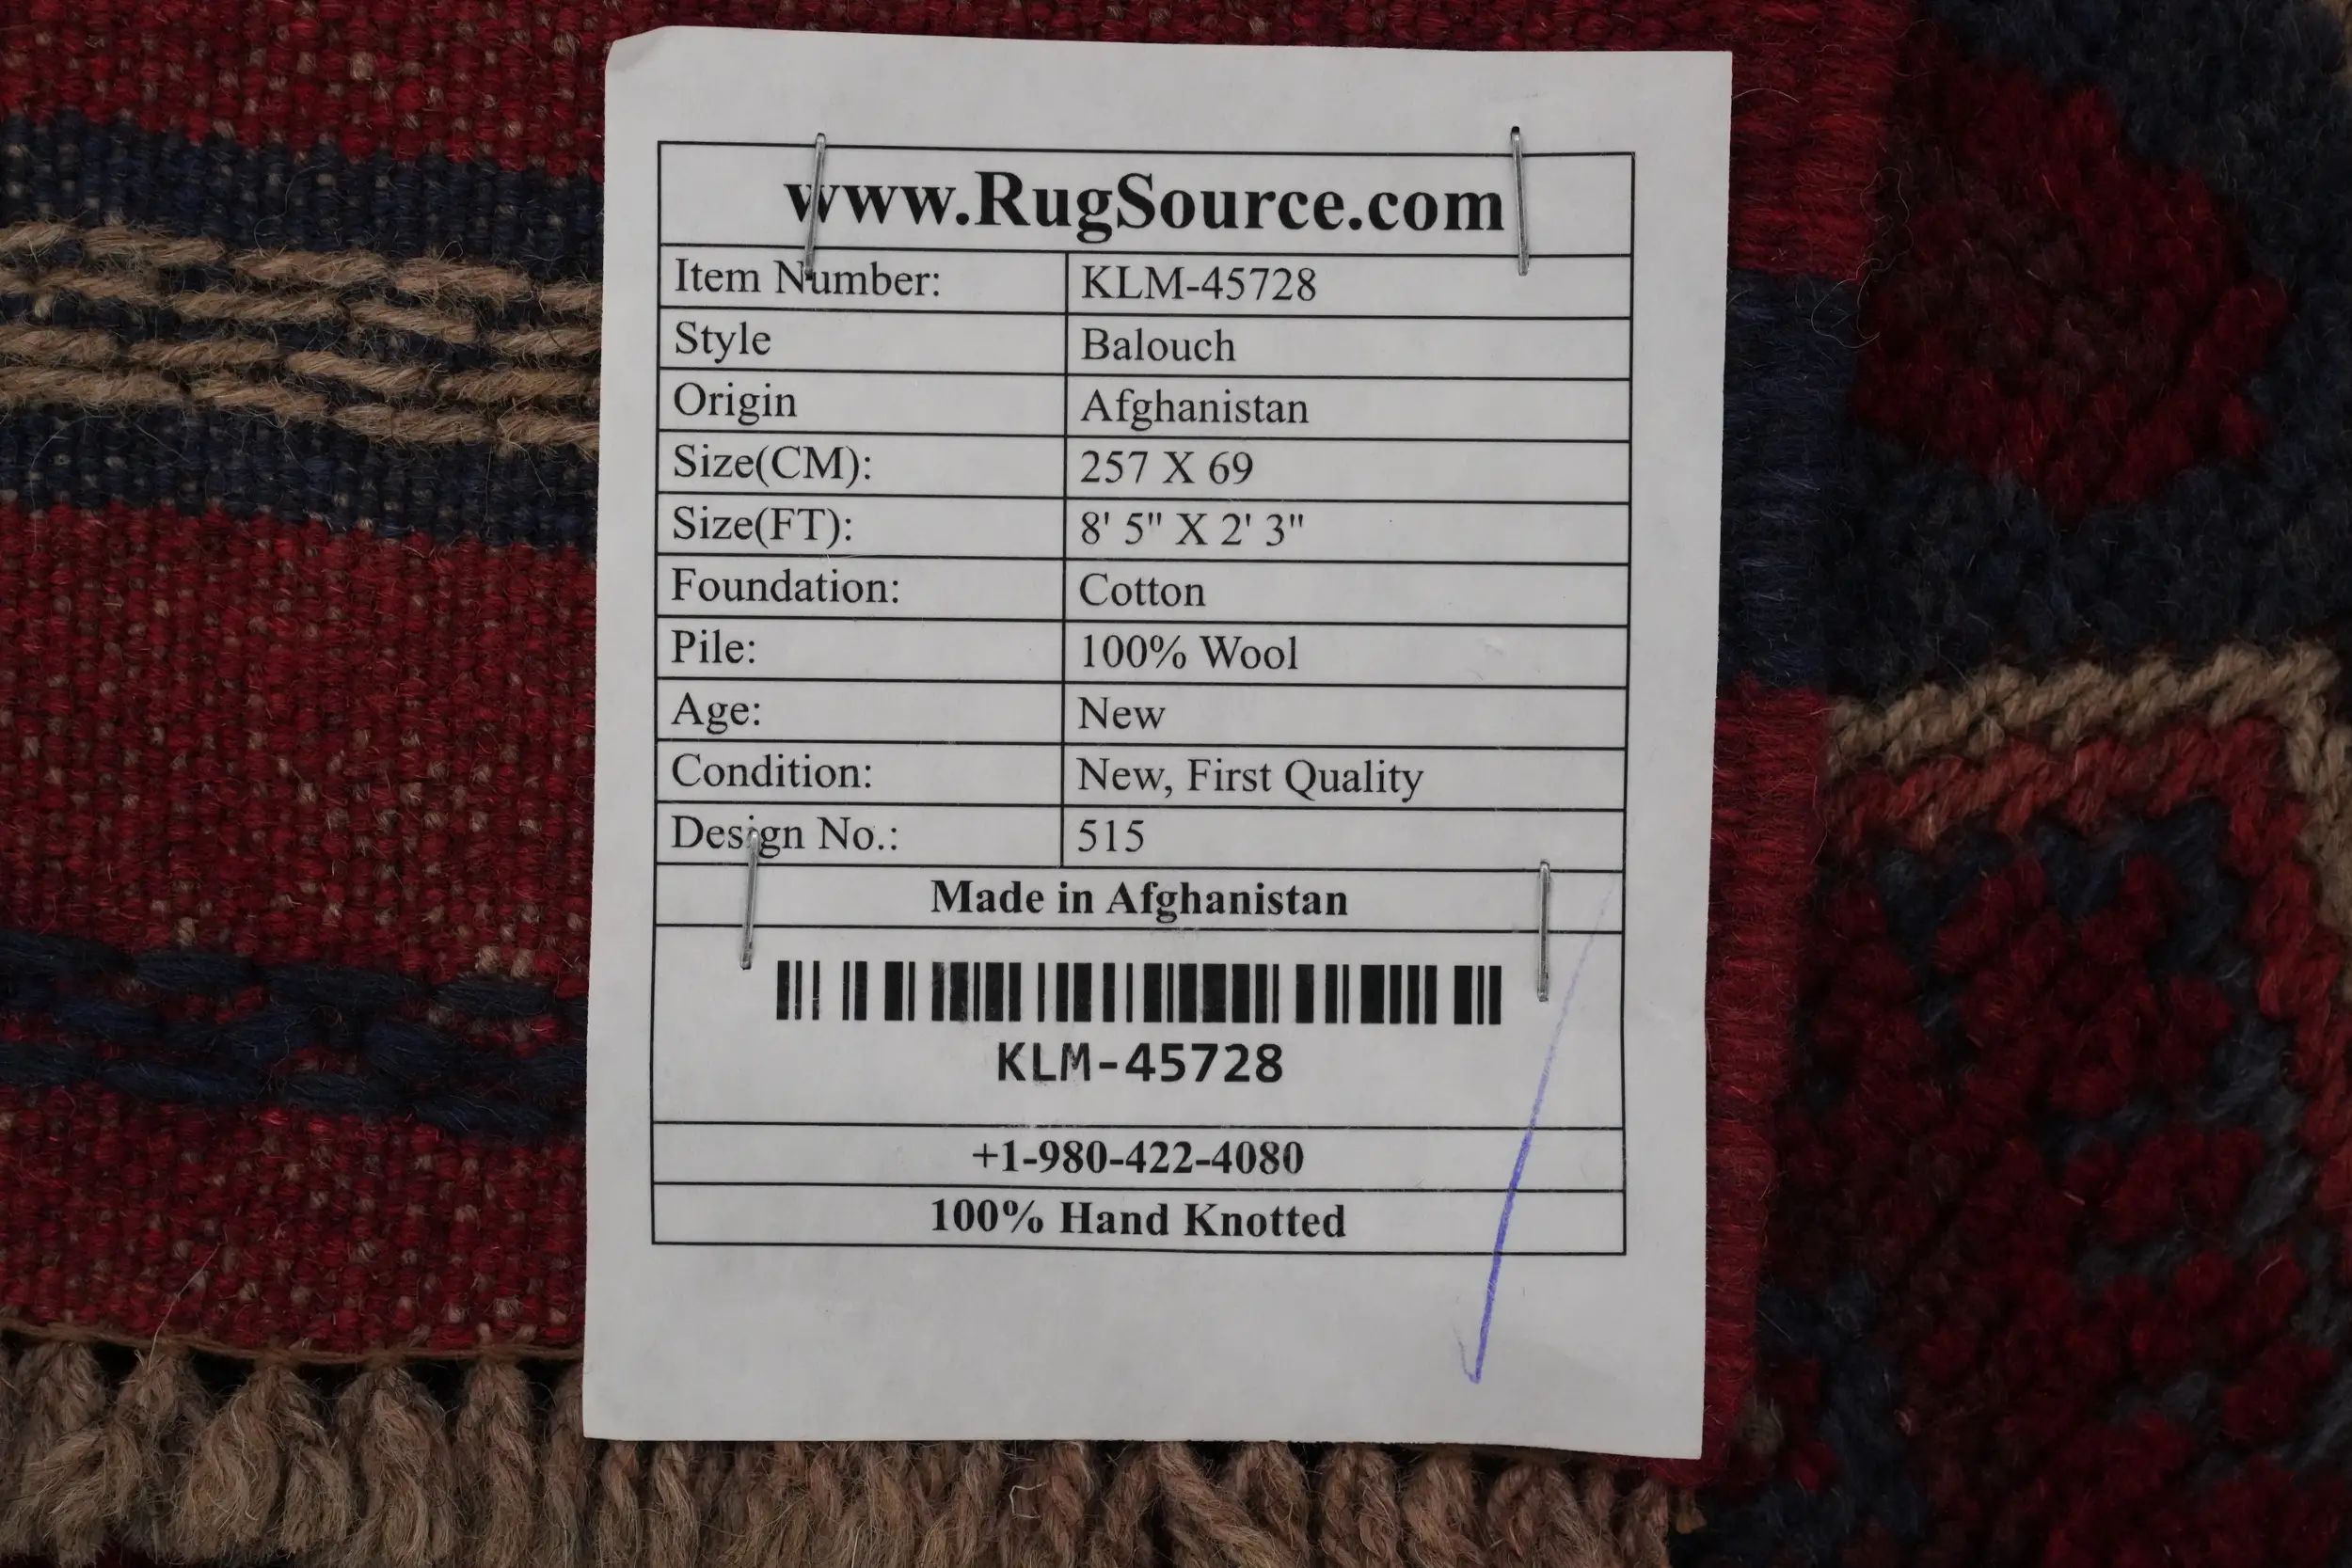 www.RugSource.com
Item Number: KLM-45728
Style Balouch
Origin Afghanistan
Size(CM): 257 X 69
Size(FT): 8' 5" X 2' 3"
Foundation: Cotton
Pile: 100% Wool
Age: New
Condition: New, First Quality
Design No.: 515
Made in Afghanistan
KLM-45728
+1-980-422-4080
100% Hand Knotted